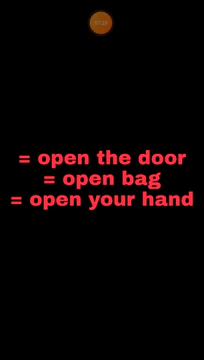 = open the door
= open bag
= open your hand